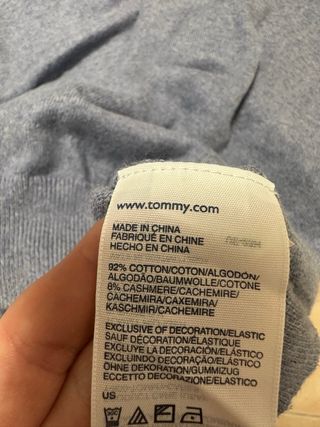 www.tommy.com
MADE IN CHINA
FABRIQUÉ EN CHINE
HECHO EN CHINA
92% COTTON/COTON/ALGODÓN/
ALGODÃO/BAUMWOLLE/COTONE
8% CASHMERE/CACHEMIRE/
CACHEMIRA/CAXEMIRA/
KASCHMIR/CACHEMIRE
EXCLUSIVE OF DECORATION/ELASTIC
SAUF DÉCORATION/ÉLASTIQUE
EXCLUYE LA DECORACIÓN/ELÁSTICO
EXCLUINDO DECORAÇÃO/ELÁSTICO
OHNE DEKORATION/GUMMIZUG
ECCETTO DECORAZIONE/ELASTICO
US